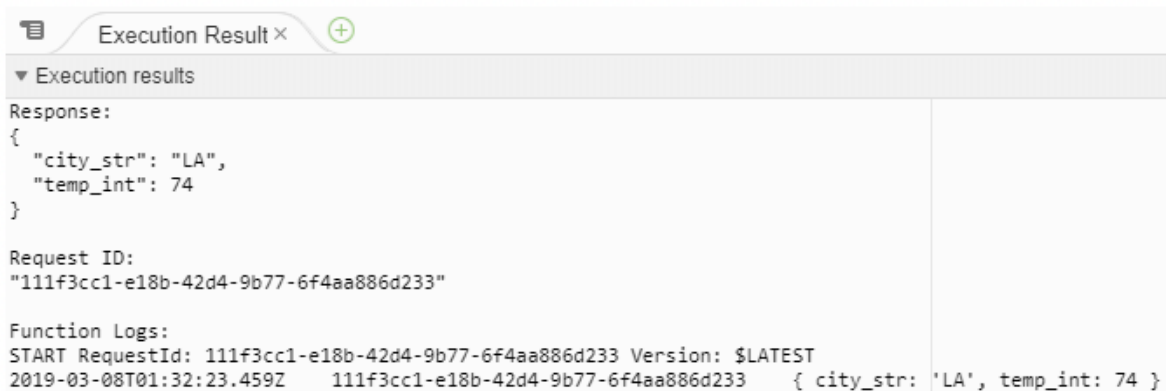 Execution Result ×
▼ Execution results
Response:
{
  "city_str": "LA",
  "temp_int": 74
}
Request ID:
"111f3cc1-e18b-42d4-9b77-6f4aa886d233"
Function Logs:
START RequestId: 111f3cc1-e18b-42d4-9b77-6f4aa886d233 Version: $LATEST
2019-03-08T01:32:23.459Z    111f3cc1-e18b-42d4-9b77-6f4aa886d233    { city_str: 'LA', temp_int: 74 }